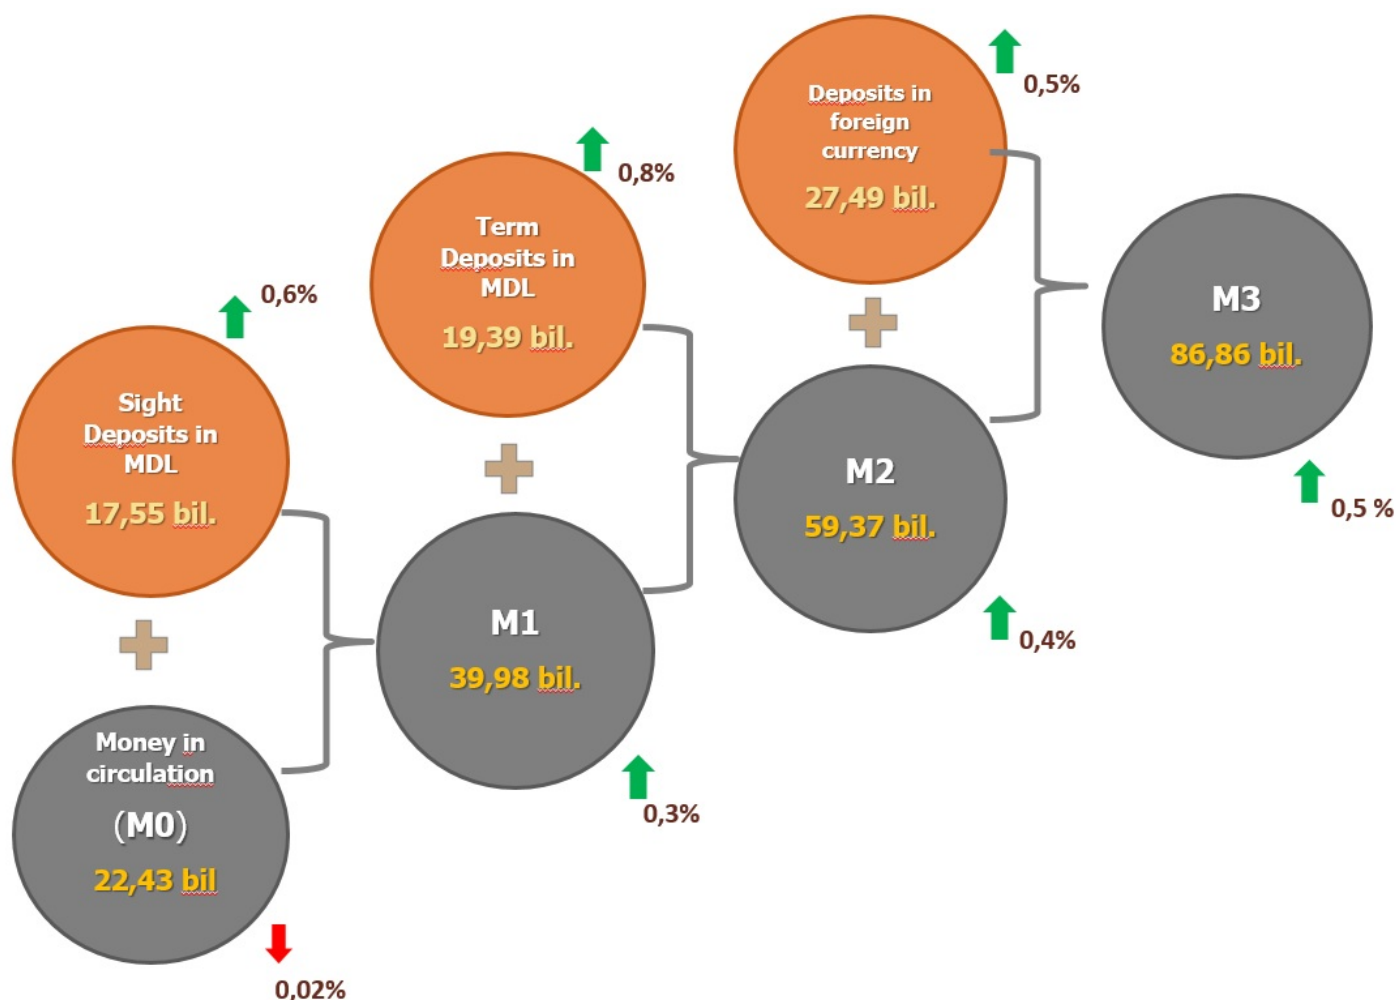 0,6%
Sight
Deposits in
MDL
17,55 bil.
Money in
circulation
(M0)
22,43 bil
0,02%
0,8%
Term
Deposits in
MDL
19,39 bil.
M1
39,98 bil.
0,3%
0,5%
Deposits in
foreign
currency
27,49 bil.
M2
59,37 bil.
0,4%
M3
86,86 bil.
0,5 %